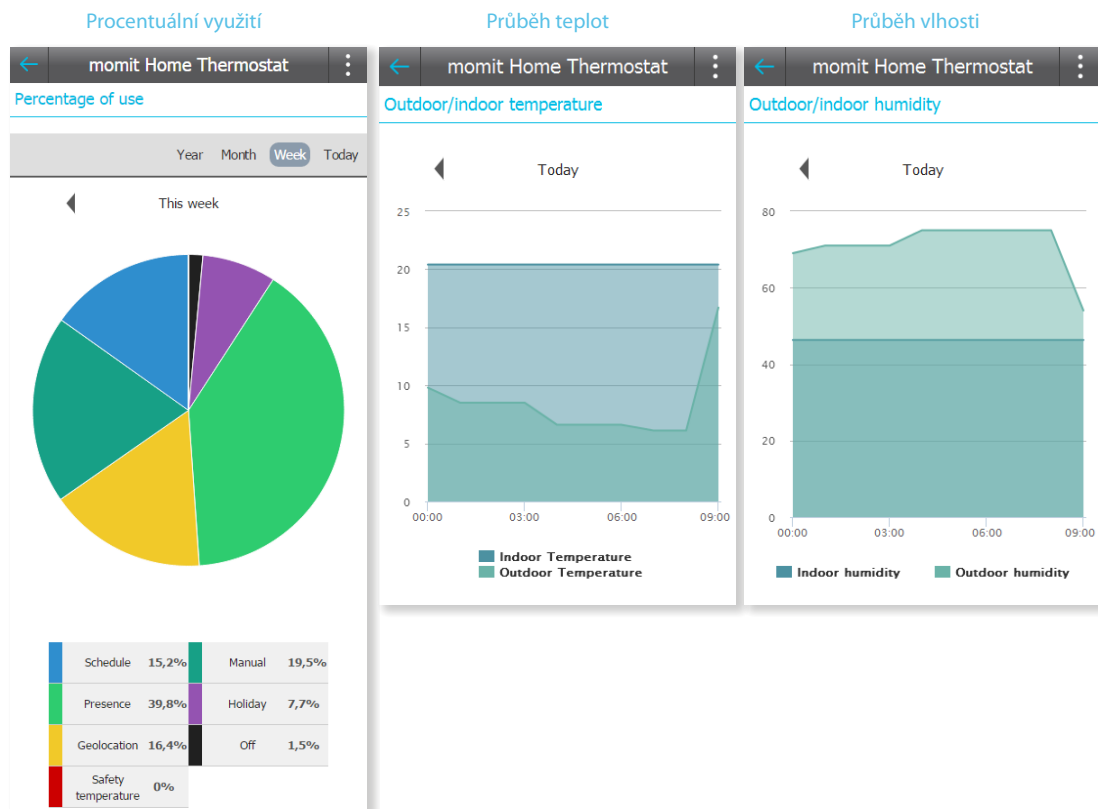 Procentuální využití
momit Home Thermostat
Percentage of use
Year Month Week Today
This week
Schedule 15,2% Manual 19,5%
Presence 39,8% Holiday 7,7%
Geolocation 16,4% Off 1,5%
Safety
temperature 0%
Průběh teplot
momit Home Thermostat
Outdoor/indoor temperature
Today
25
20
15
10
5
0
00:00 03:00 06:00 09:00
Indoor Temperature
Outdoor Temperature
Průběh vlhosti
momit Home Thermostat
Outdoor/indoor humidity
Today
80
60
40
20
0
00:00 03:00 06:00 09:00
Indoor humidity Outdoor humidity